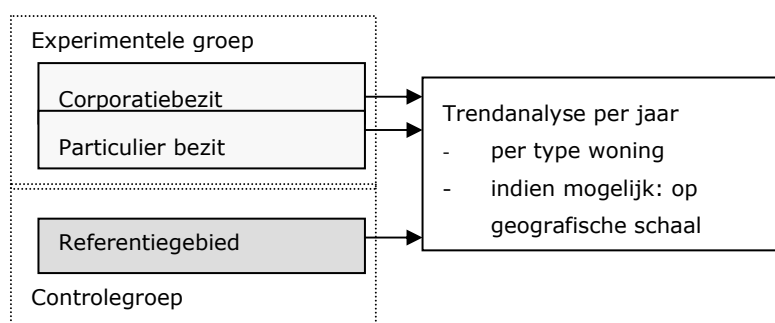 Experimentele groep
Corporatiebezit
Particulier bezit
Referentiegebied
Controlegroep
Trendanalyse per jaar
- per type woning
- indien mogelijk: op
geografische schaal